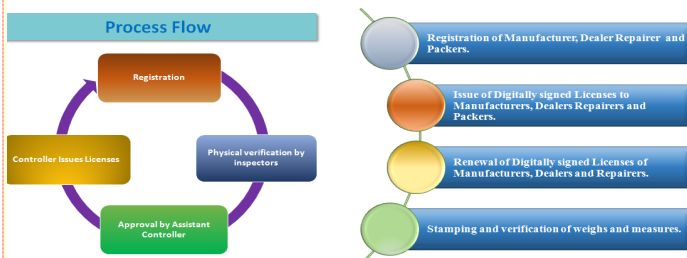 Process Flow
Registration
Physical verification by
inspectors
Approval by Assistant
Controller
Controller Issues Licenses
Registration of Manufacturer, Dealer Repairer and
Packers.
Issue of Digitally signed Licenses to
Manufacturers, Dealers Repairers and
Packers.
Renewal of Digitally signed Licenses of
Manufacturers, Dealers and Repairers.
Stamping and verification of weighs and measures.